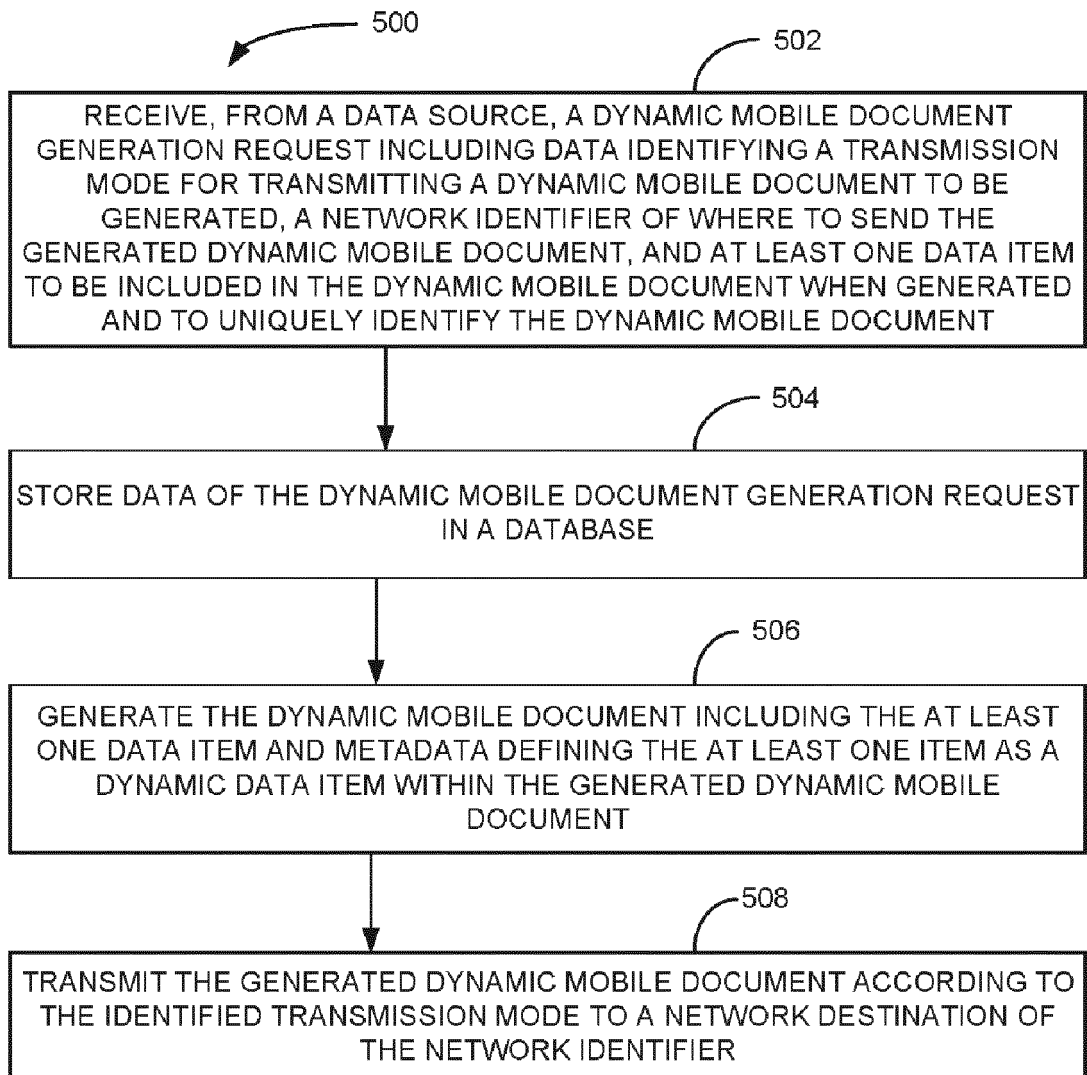 500
502
RECEIVE, FROM A DATA SOURCE, A DYNAMIC MOBILE DOCUMENT
GENERATION REQUEST INCLUDING DATA IDENTIFYING A TRANSMISSION
MODE FOR TRANSMITTING A DYNAMIC MOBILE DOCUMENT TO BE
GENERATED, A NETWORK IDENTIFIER OF WHERE TO SEND THE
GENERATED DYNAMIC MOBILE DOCUMENT, AND AT LEAST ONE DATA ITEM
TO BE INCLUDED IN THE DYNAMIC MOBILE DOCUMENT WHEN GENERATED
AND TO UNIQUELY IDENTIFY THE DYNAMIC MOBILE DOCUMENT
504
STORE DATA OF THE DYNAMIC MOBILE DOCUMENT GENERATION REQUEST
IN A DATABASE
506
GENERATE THE DYNAMIC MOBILE DOCUMENT INCLUDING THE AT LEAST
ONE DATA ITEM AND METADATA DEFINING THE AT LEAST ONE ITEM AS A
DYNAMIC DATA ITEM WITHIN THE GENERATED DYNAMIC MOBILE
DOCUMENT
508
TRANSMIT THE GENERATED DYNAMIC MOBILE DOCUMENT ACCORDING TO
THE IDENTIFIED TRANSMISSION MODE TO A NETWORK DESTINATION OF
THE NETWORK IDENTIFIER